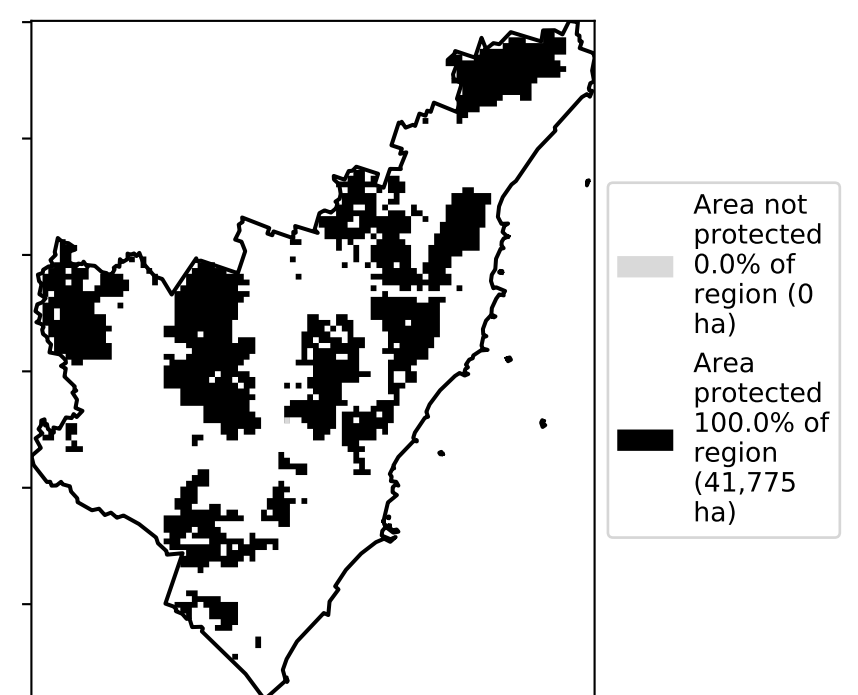 Area not
protected
0.0% of
region (0
ha)
Area
protected
100.0% of
region
(41,775
ha)